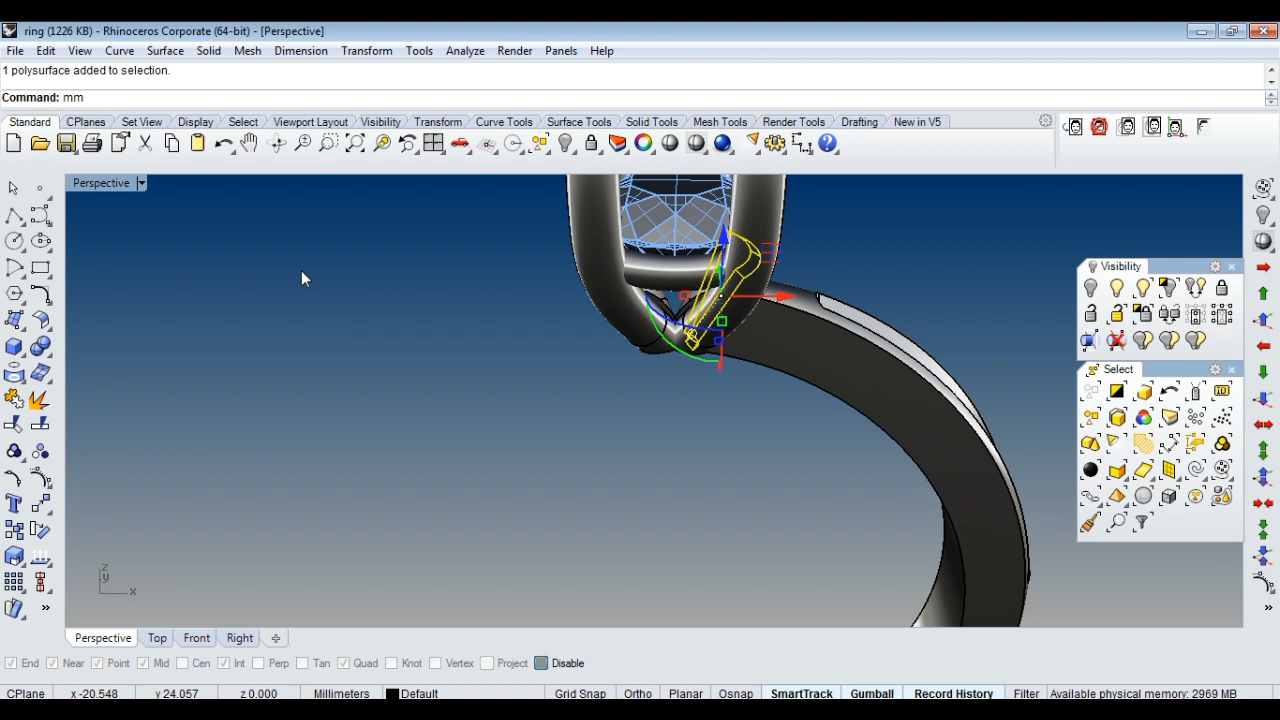 ring (1226 KB) - Rhinoceros Corporate (64-bit) - [Perspective]
File Edit View Curve Surface Solid Mesh Dimension Transform Tools Analyze Render Panels Help
1 polysurface added to selection.
Command: mm
Standard CPlanes Set View Display Select Viewport Layout Visibility Transform Curve Tools Surface Tools Solid Tools Mesh Tools Render Tools Drafting New in V5
Perspective
Visibility
Select
z
y
x
Perspective Top Front Right
End Near Point Mid Cen Int Perp Tan Quad Knot Vertex Project Disable
CPlane x -20.548 y 24.057 z 0.000 Millimeters Default Grid Snap Ortho Planar Osnap SmartTrack Gumball Record History Filter Available physical memory: 2969 MB